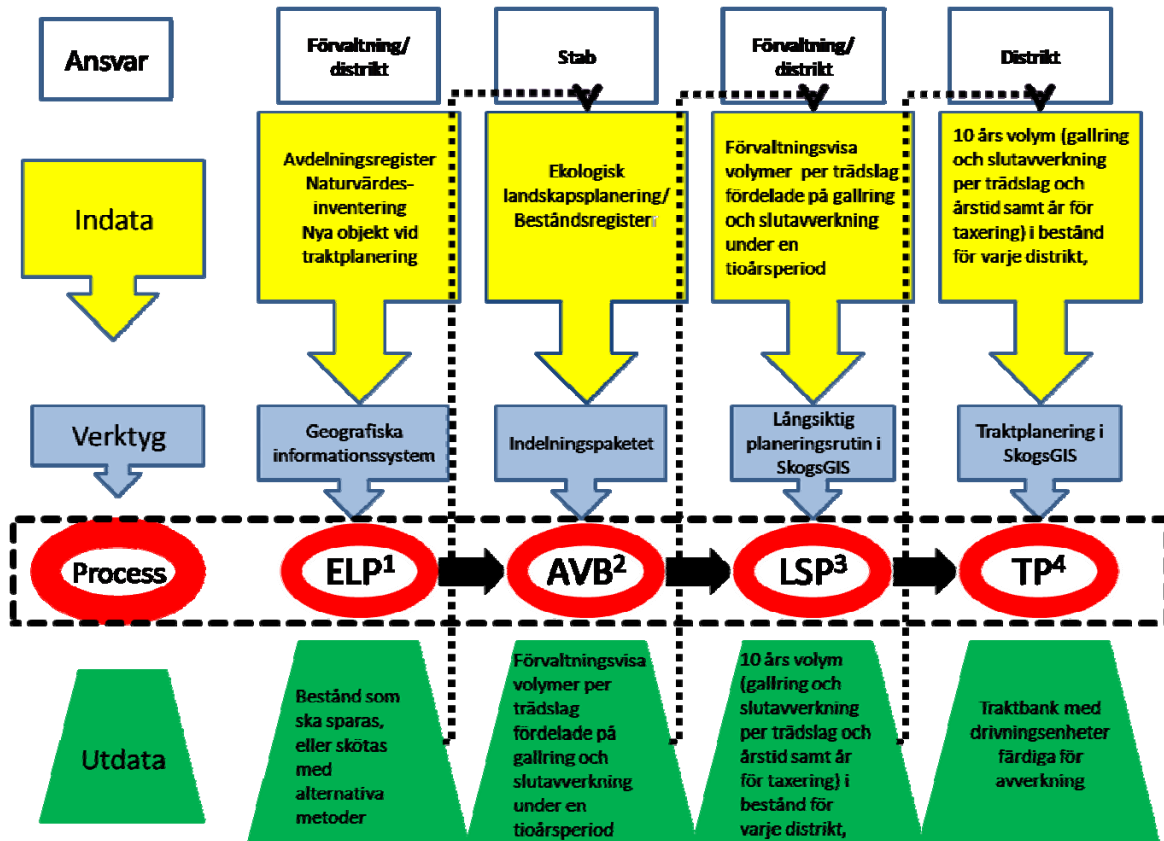 Ansvar
Förvaltning/
distrikt
Stab
Förvaltning/
distrikt
Distrikt
Indata
Avdelningsregister
Naturvärdes-
inventering
Nya objekt vid
traktplanering
Ekologisk
landskapsplanering/
Beståndsregister
Förvaltningsvisa
volymer per trädslag
fördelade på gallring
och slutavverkning
under en
tioårsperiod
10 års volym (gallring
och slutavverkning
per trädslag och
årstid samt år för
taxering) i bestånd
för varje distrikt,
Verktyg
Geografiska
informationssystem
Indelningspaketet
Långsiktig
planeringsrutin i
SkogsGIS
Traktplanering i
SkogsGIS
Process
ELP¹
AVB²
LSP³
TP⁴
Utdata
Bestånd som
ska sparas,
eller skötas
med
alternativa
metoder
Förvaltningsvisa
volymer per
trädslag
fördelade på
gallring och
slutavverkning
under en
tioårsperiod
10 års volym
(gallring och
slutavverkning
per trädslag och
årstid samt år
för taxering) i
bestånd för
varje distrikt,
Traktbank med
drivningsenheter
färdiga för
avverkning